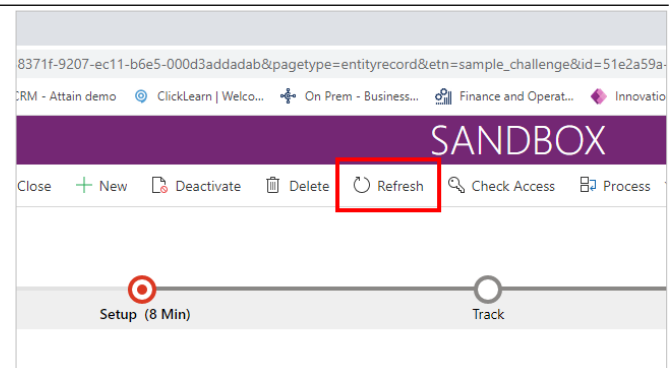 8371f-9207-ec11-b6e5-000d3addadab&pagetype=entityrecord&etn=sample_challenge&id=51e2a59a-
CRM - Attain demo ClickLearn | Welco... On Prem - Business... Finance and Operat... Innovatio
SANDBOX
Close New Deactivate Delete Refresh Check Access Process
Setup (8 Min) Track